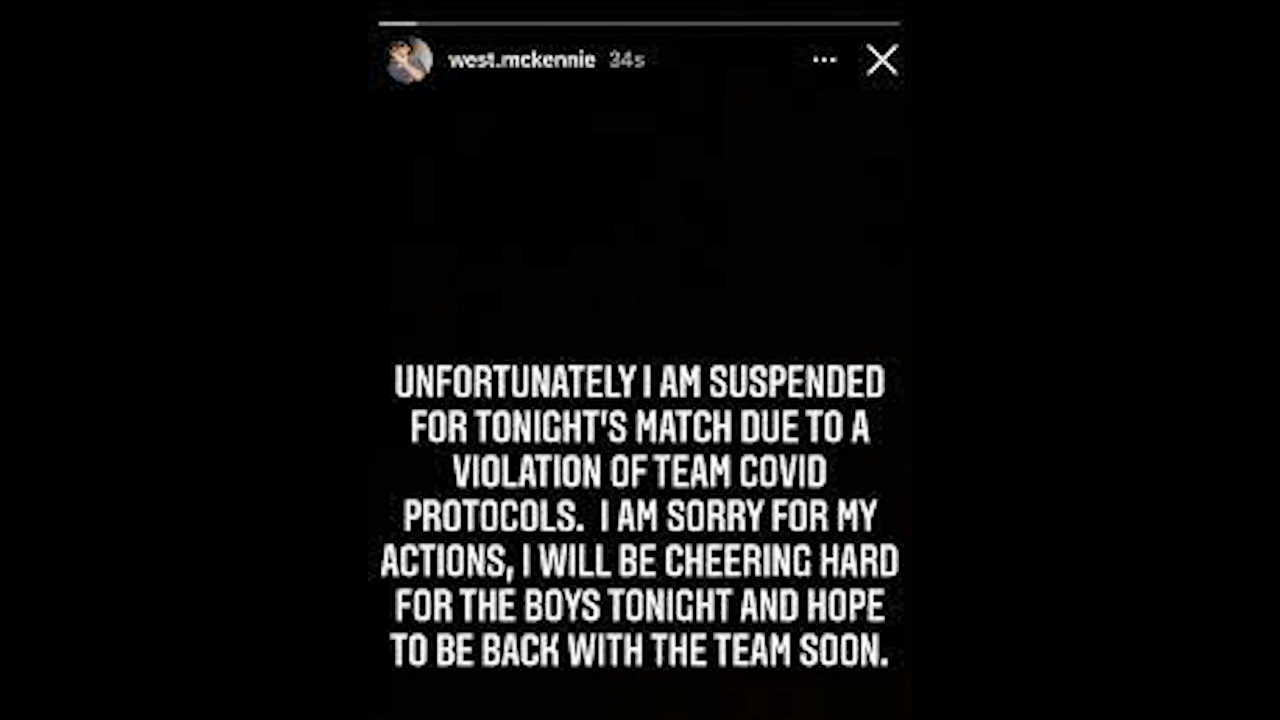 west.mckennie 34s
UNFORTUNATELY I AM SUSPENDED
FOR TONIGHT'S MATCH DUE TO A
VIOLATION OF TEAM COVID
PROTOCOLS. I AM SORRY FOR MY
ACTIONS, I WILL BE CHEERING HARD
FOR THE BOYS TONIGHT AND HOPE
TO BE BACK WITH THE TEAM SOON.